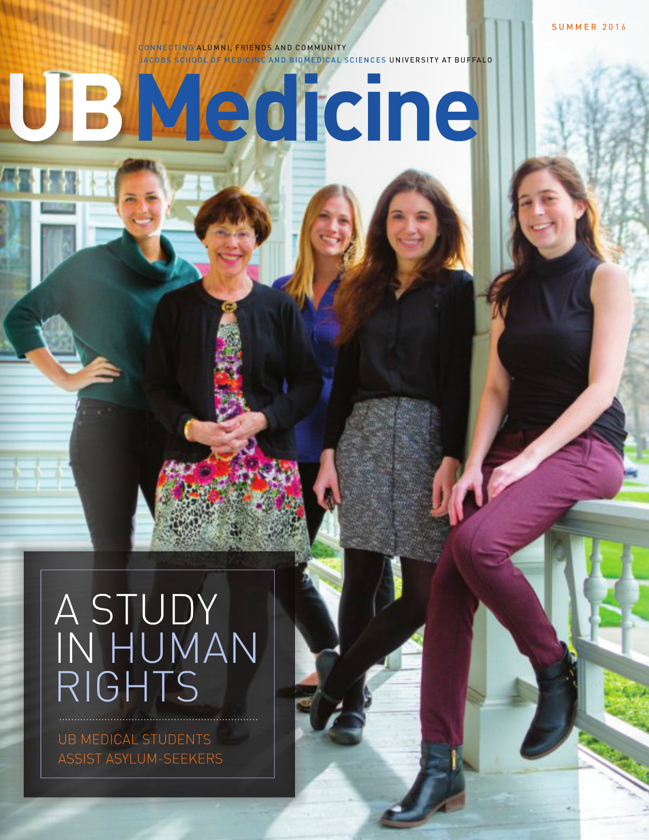 SUMMER 2016
CONNECTING ALUMNI, FRIENDS AND COMMUNITY
JACOBS SCHOOL OF MEDICINE AND BIOMEDICAL SCIENCES UNIVERSITY AT BUFFALO
UB Medicine
A STUDY
IN HUMAN
RIGHTS
UB MEDICAL STUDENTS
ASSIST ASYLUM-SEEKERS